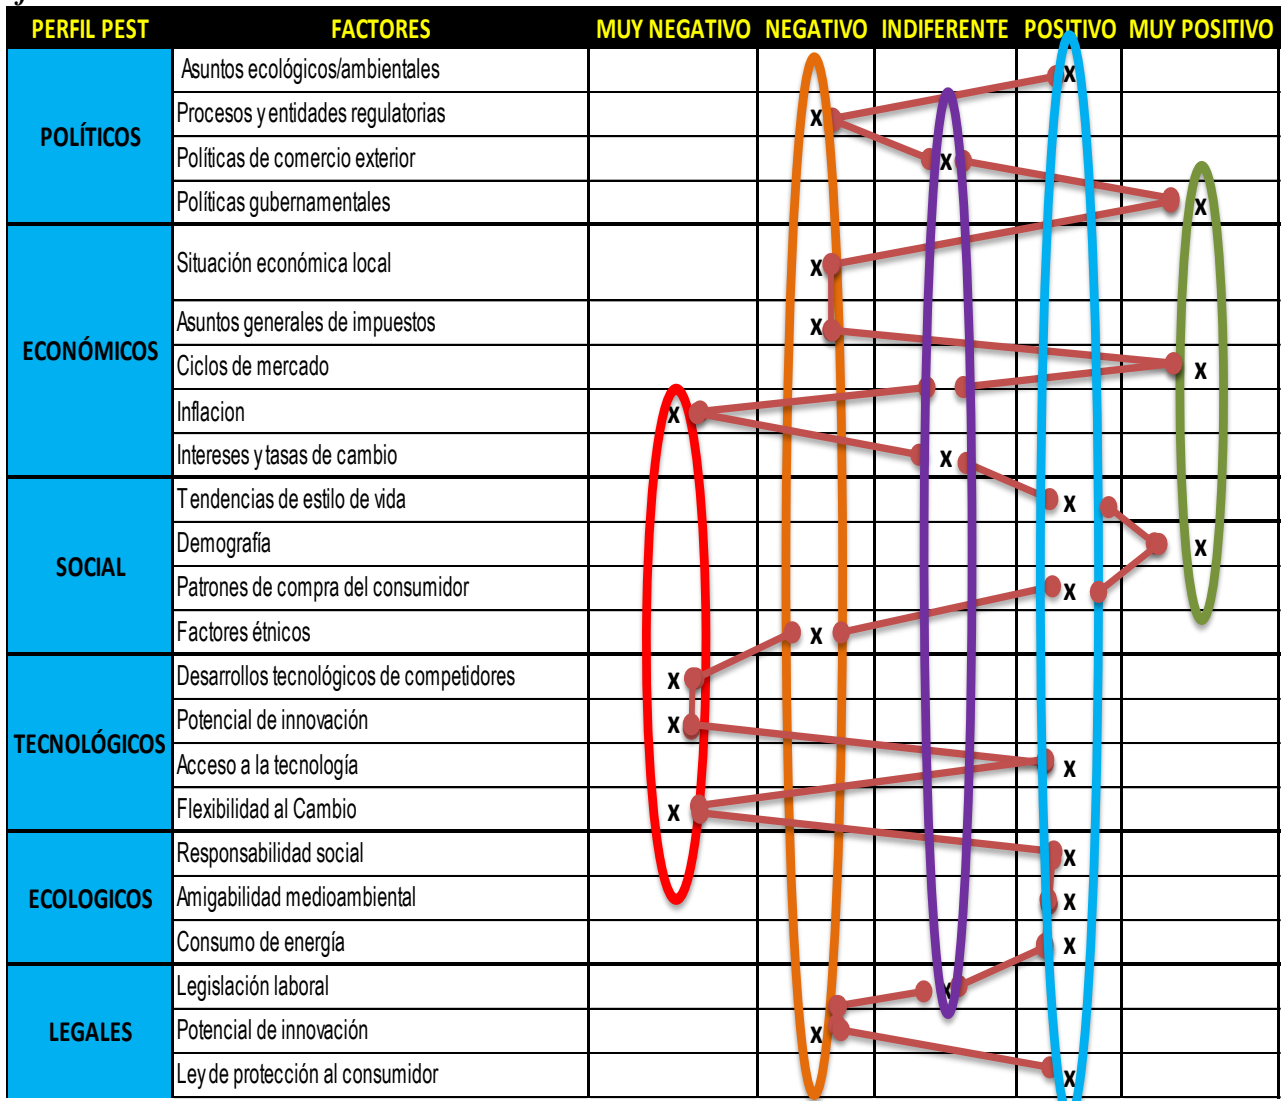 PERFIL PEST FACTORES MUY NEGATIVO NEGATIVO INDIFERENTE POSITIVO MUY POSITIVO
POLÍTICOS
Asuntos ecológicos/ambientales x
Procesos y entidades regulatorias x
Políticas de comercio exterior x
Políticas gubernamentales x
ECONÓMICOS
Situación económica local x
Asuntos generales de impuestos x
Ciclos de mercado x
Inflacion x
Intereses y tasas de cambio x
SOCIAL
Tendencias de estilo de vida x
Demografía x
Patrones de compra del consumidor x
Factores étnicos x
TECNOLÓGICOS
Desarrollos tecnológicos de competidores x
Potencial de innovación x
Acceso a la tecnología x
Flexibilidad al Cambio x
ECOLOGICOS
Responsabilidad social x
Amigabilidad medioambiental x
Consumo de energía x
LEGALES
Legislación laboral x
Potencial de innovación x
Ley de protección al consumidor x